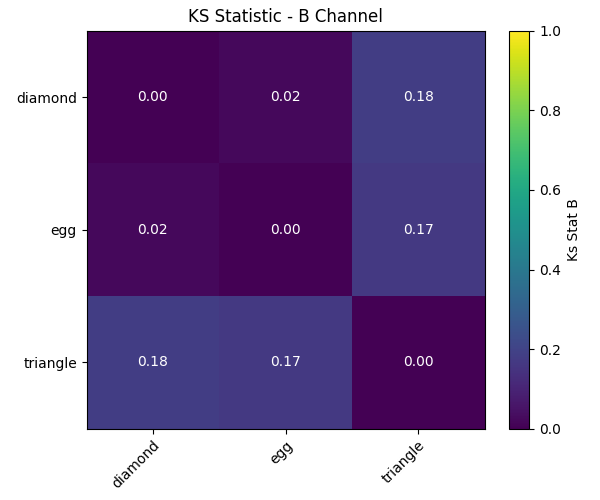 KS Statistic - B Channel
diamond
0.00 0.02 0.18
egg
0.02 0.00 0.17
triangle
0.18 0.17 0.00
diamond egg triangle
1.0
0.8
0.6
0.4
0.2
0.0
Ks Stat B